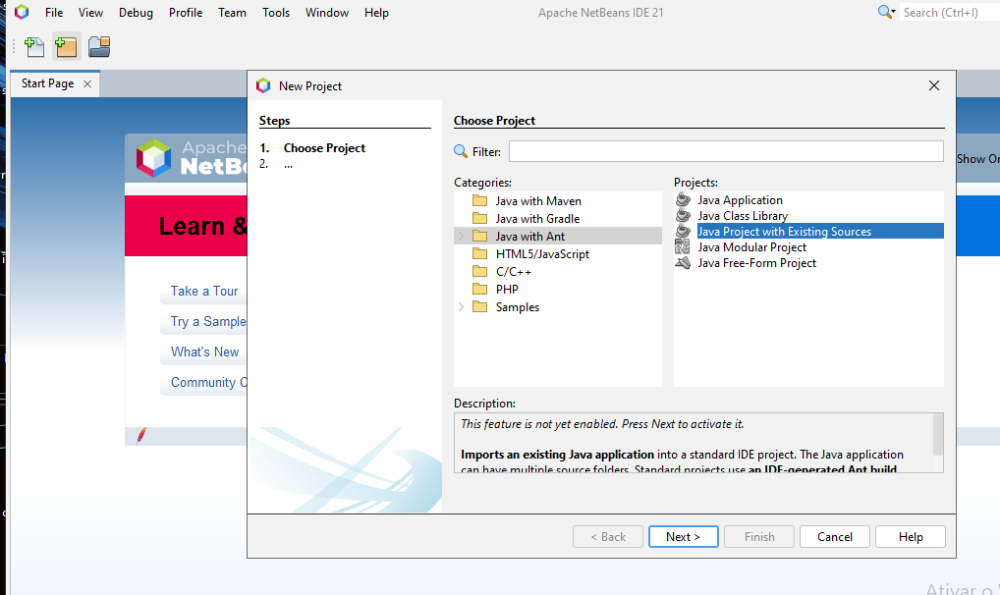 File View Debug Profile Team Tools Window Help Apache NetBeans IDE 21 Search (Ctrl+I)
Start Page
New Project
Steps
1. Choose Project
2. ...
Choose Project
Filter:
Categories:
Java with Maven
Java with Gradle
Java with Ant
HTML5/JavaScript
C/C++
PHP
Samples
Projects:
Java Application
Java Class Library
Java Project with Existing Sources
Java Modular Project
Java Free-Form Project
Description:
This feature is not yet enabled. Press Next to activate it.
Imports an existing Java application into a standard IDE project. The Java application
can have multiple source folders. Standard projects use an IDE-generated Ant build
< Back Next > Finish Cancel Help
Apache
NetB
Show
Learn &
Take a Tour
Try a Sample
What's New
Community
Ativar o